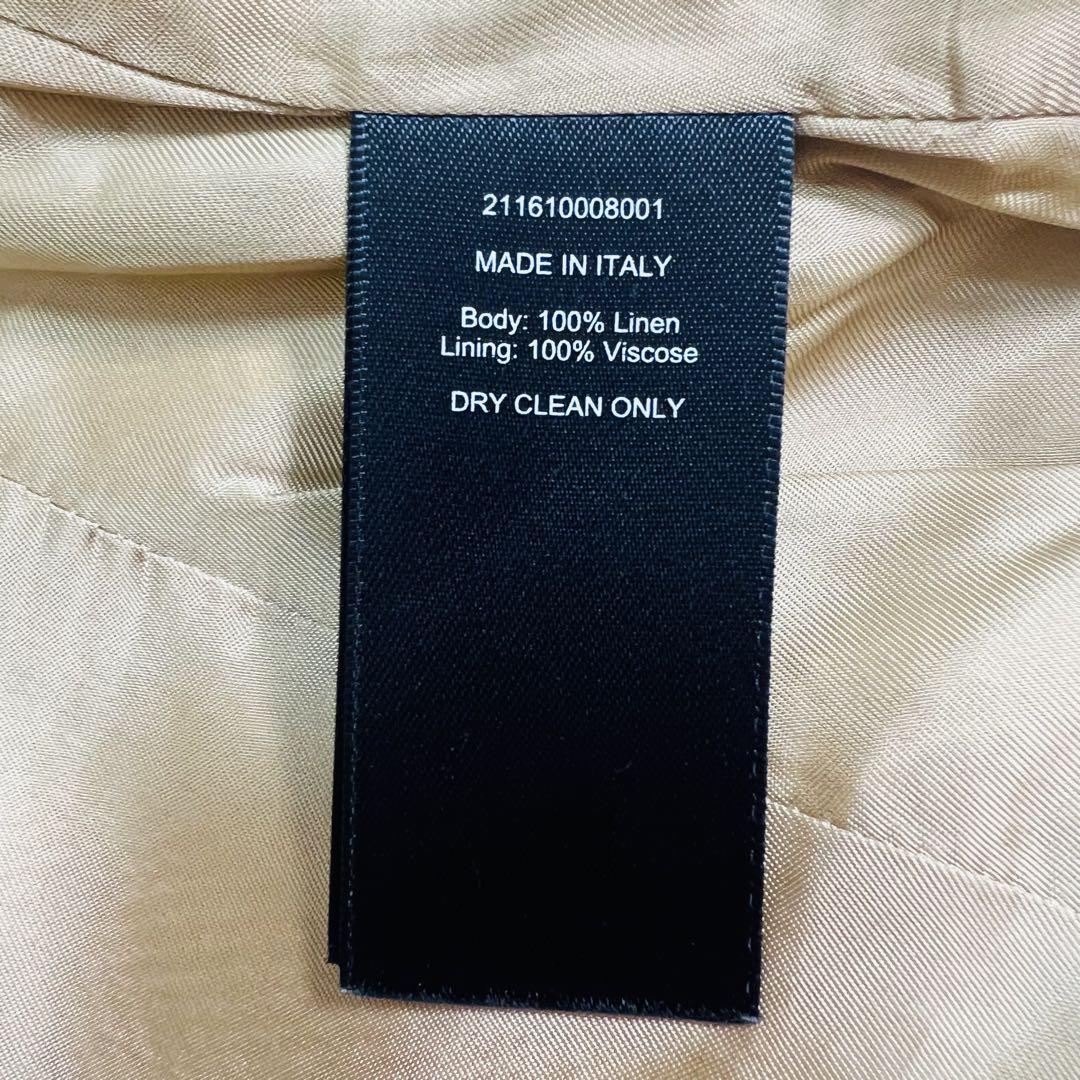 211610008001
MADE IN ITALY
Body: 100% Linen
Lining: 100% Viscose
DRY CLEAN ONLY